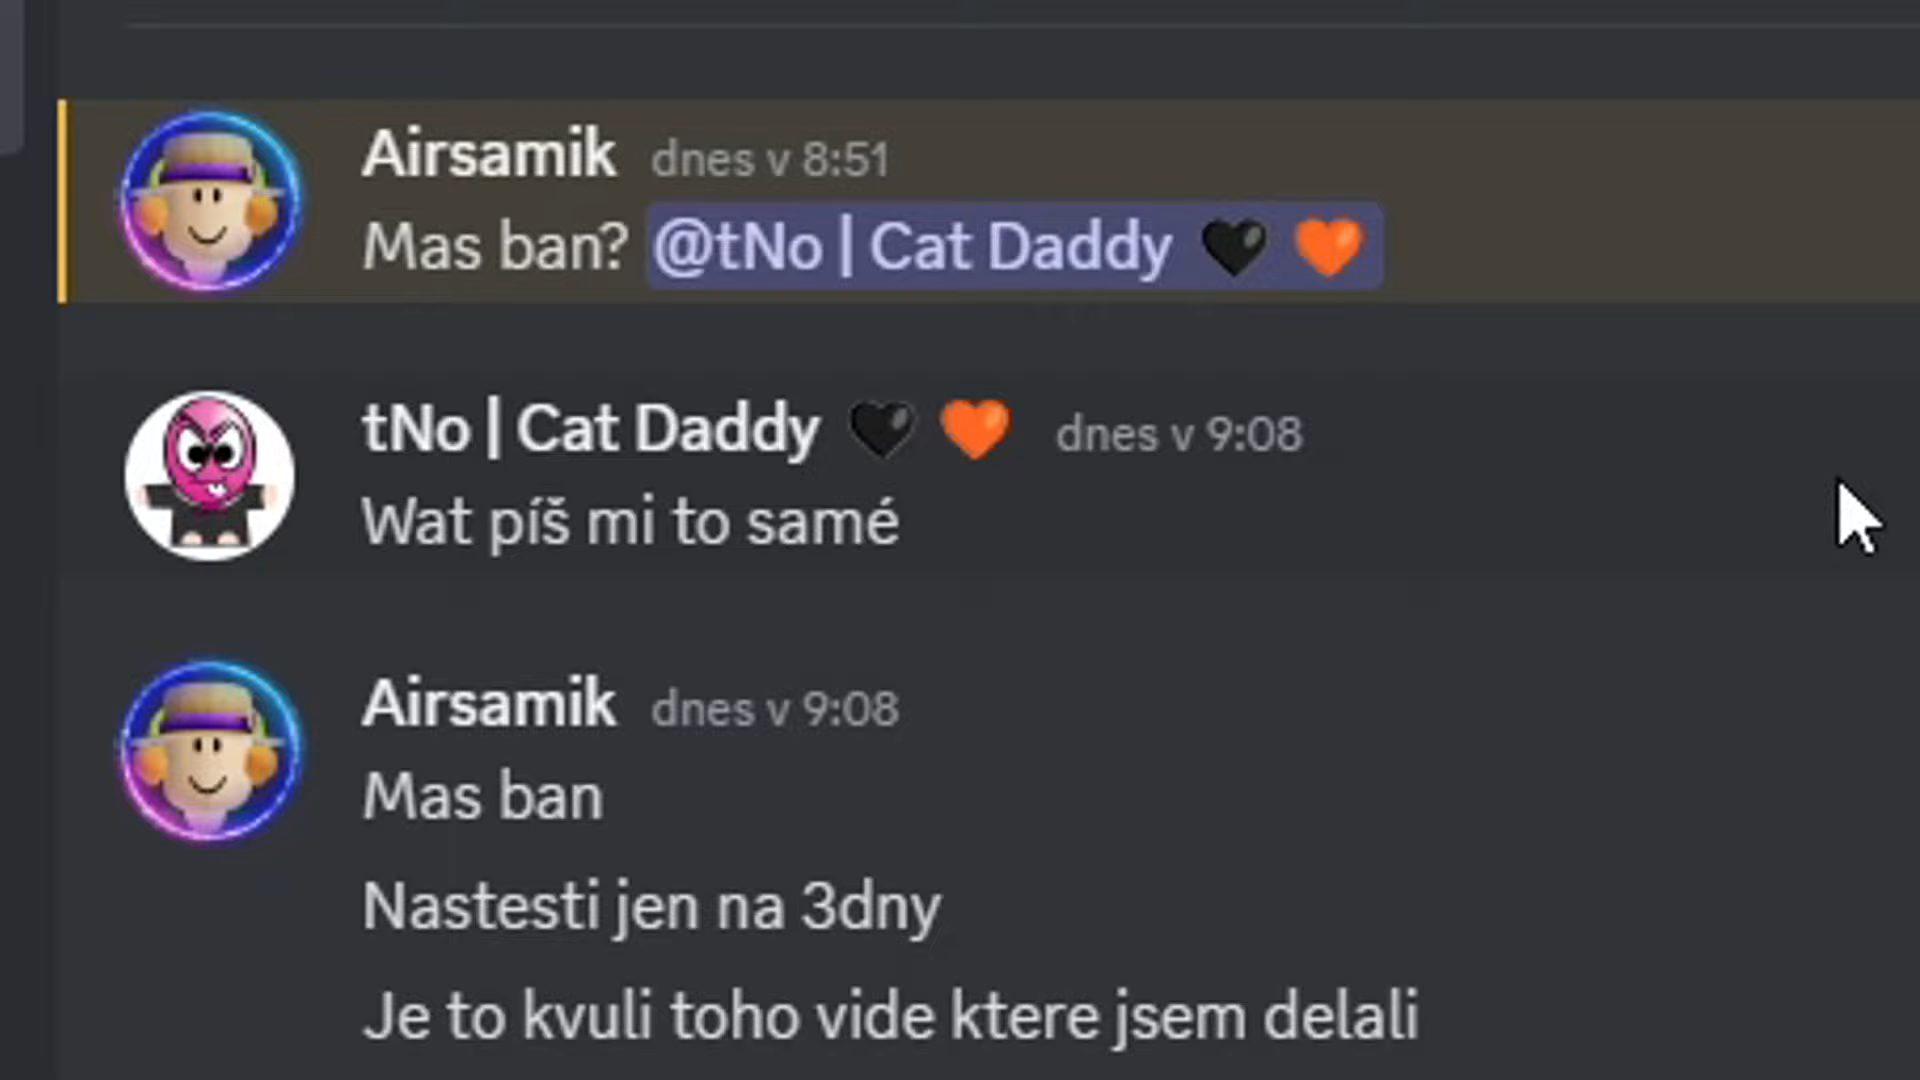 Airsamik dnes v 8:51
Mas ban? @tNo | Cat Daddy 🖤 🧡
tNo | Cat Daddy 🖤 🧡 dnes v 9:08
Wat píš mi to samé
Airsamik dnes v 9:08
Mas ban
Nastesti jen na 3dny
Je to kvuli toho vide ktere jsem delali